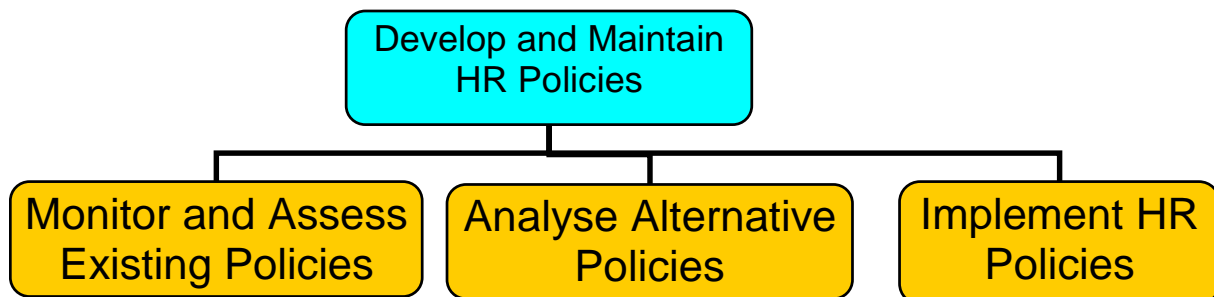 Develop and Maintain
HR Policies
Monitor and Assess
Existing Policies
Analyse Alternative
Policies
Implement HR
Policies